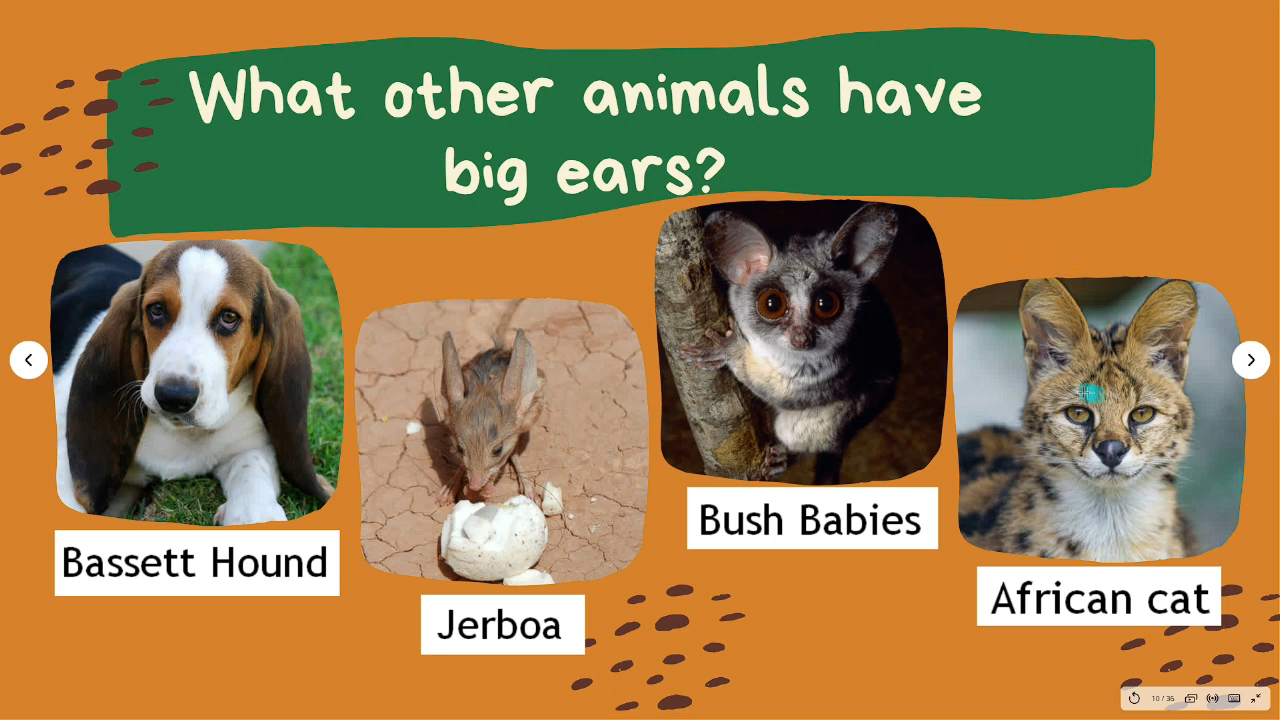 What other animals have
big ears?
Bassett Hound
Jerboa
Bush Babies
African cat
10 / 36